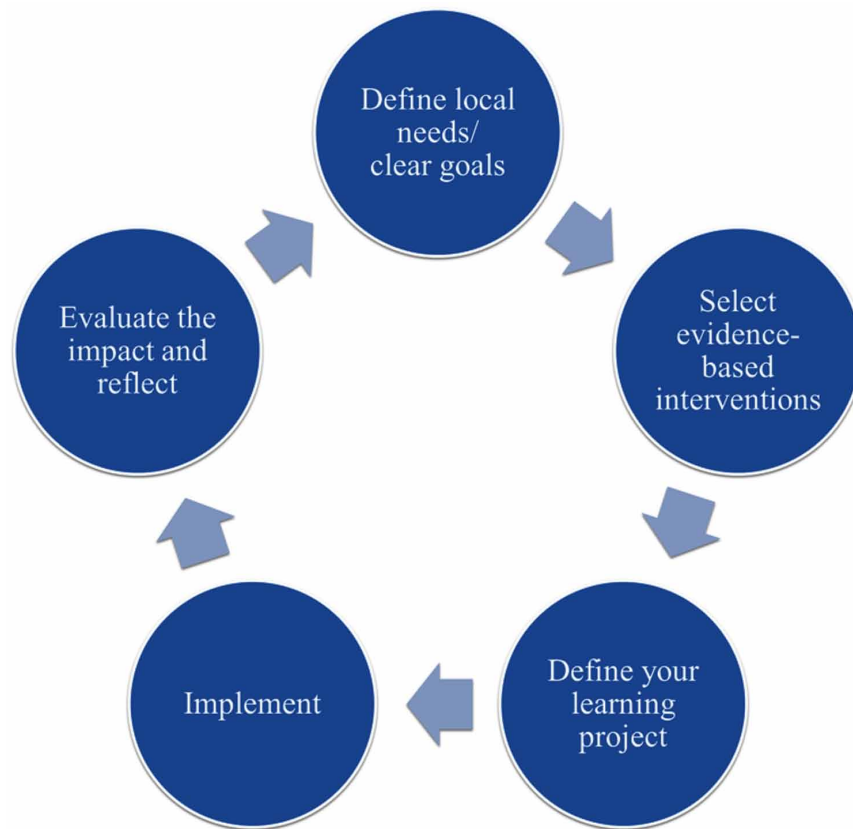 Define local
needs/
clear goals
Select
evidence-
based
interventions
Define your
learning
project
Implement
Evaluate the
impact and
reflect